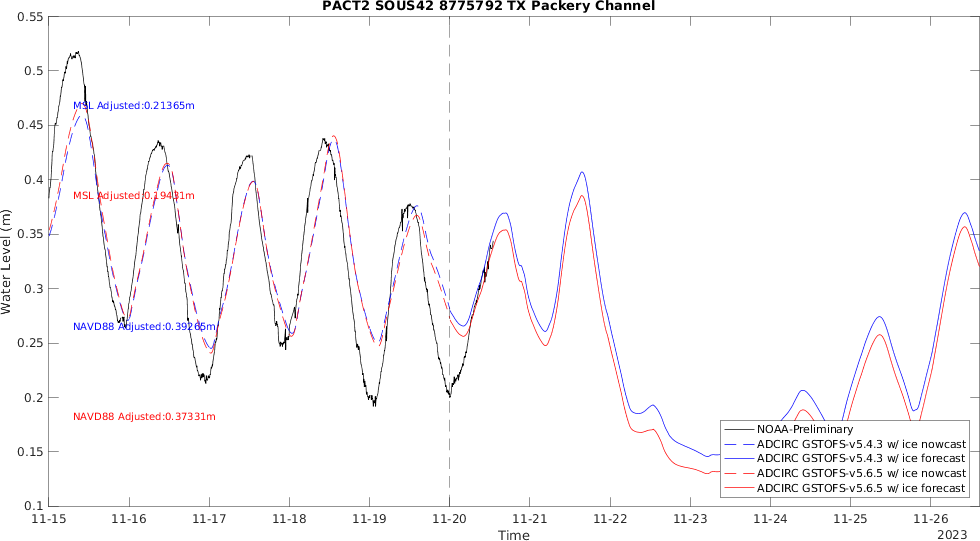 PACT2 SOUS42 8775792 TX Packery Channel
0.55
0.5
0.45
0.4
0.35
0.3
0.25
0.2
0.15
0.1
Water Level (m)
MSL Adjusted:0.21365m
MSL Adjusted:0.19431m
NAVD88 Adjusted:0.39265m
NAVD88 Adjusted:0.37331m
NOAA-Preliminary
ADCIRC GSTOFS-v5.4.3 w/ ice nowcast
ADCIRC GSTOFS-v5.4.3 w/ ice forecast
ADCIRC GSTOFS-v5.6.5 w/ ice nowcast
ADCIRC GSTOFS-v5.6.5 w/ ice forecast
11-15 11-16 11-17 11-18 11-19 11-20 11-21 11-22 11-23 11-24 11-25 11-26
Time
2023